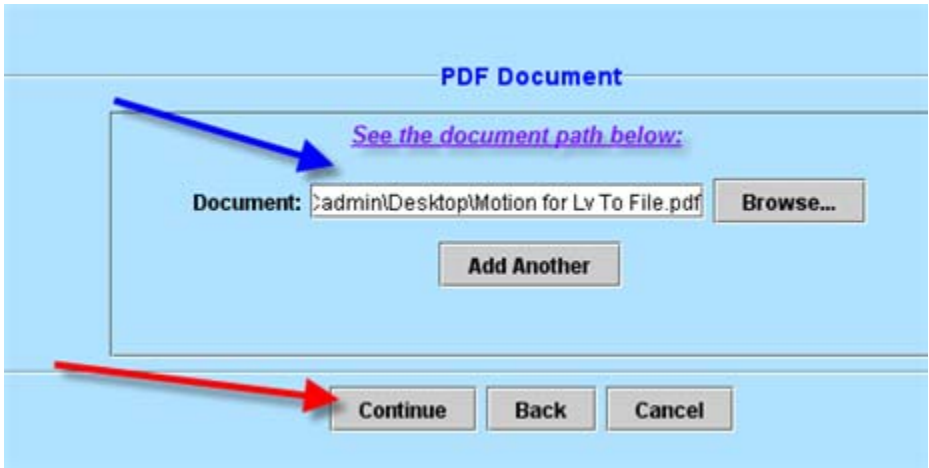 PDF Document
See the document path below:
Document: admin\Desktop\Motion for Lv To File.pdf Browse...
Add Another
Continue Back Cancel